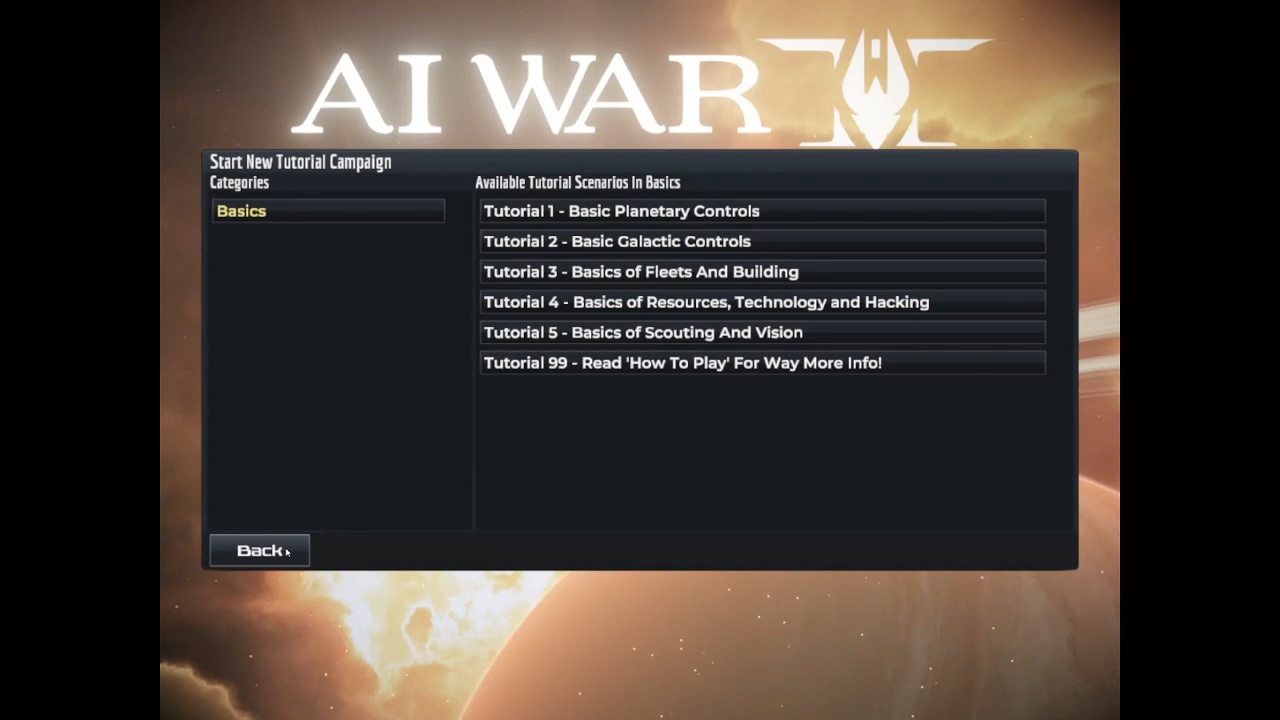 AI WAR II
Start New Tutorial Campaign
Categories
Available Tutorial Scenarios In Basics
Basics
Tutorial 1 - Basic Planetary Controls
Tutorial 2 - Basic Galactic Controls
Tutorial 3 - Basics of Fleets And Building
Tutorial 4 - Basics of Resources, Technology and Hacking
Tutorial 5 - Basics of Scouting And Vision
Tutorial 99 - Read 'How To Play' For Way More Info!
Back